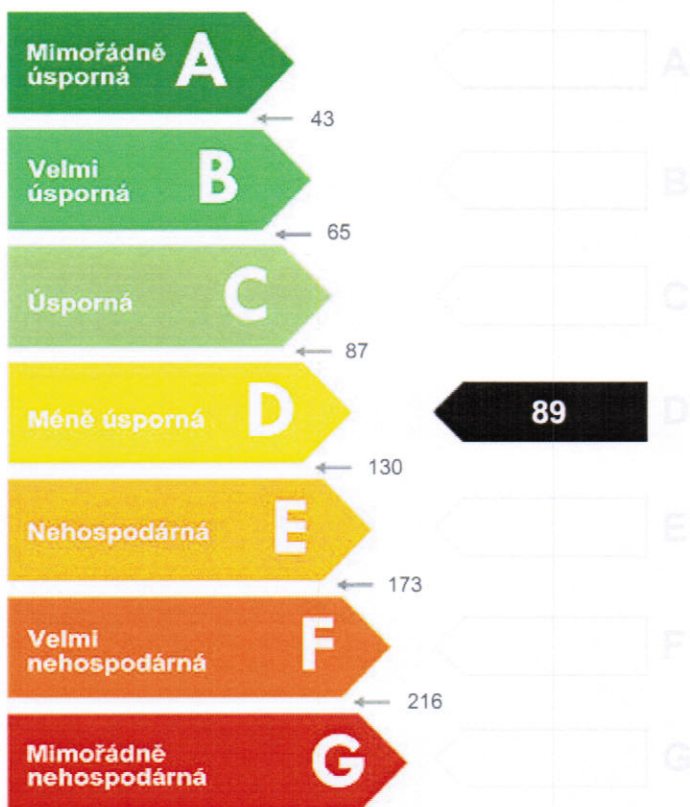 Mimořádně
úsporná
A
A
43
Velmi
úsporná
B
B
65
Úsporná
C
C
87
Méně úsporná
D
89
D
130
Nehospodárná
E
E
173
Velmi
nehospodárná
F
F
216
Mimořádně
nehospodárná
G
G